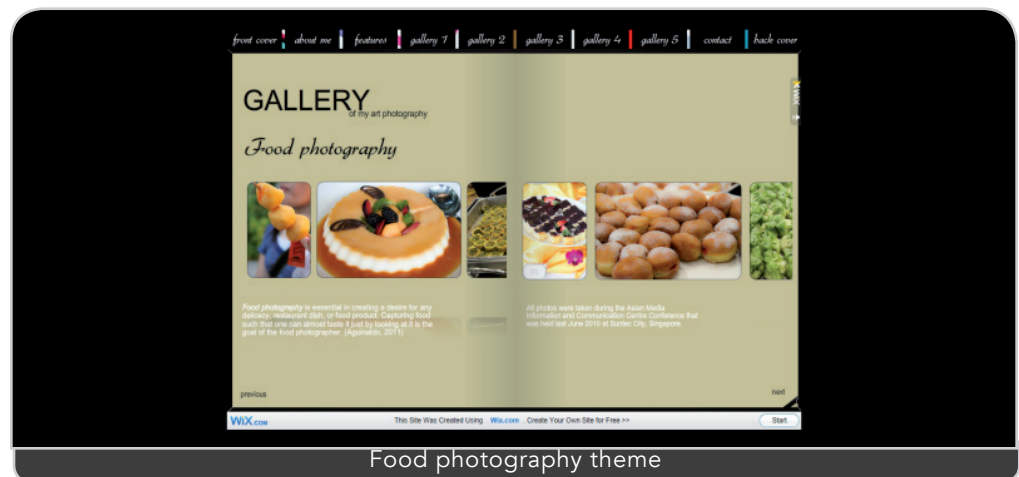 front cover about me features gallery 1 gallery 2 gallery 3 gallery 4 gallery 5 contact back cover
WIX
GALLERY
of my art photography
Food photography
Food photography is essential in creating a desire for any
delicacy, restaurant dish, or food product. Capturing food
such that one can almost taste it just by looking at it is the
goal of the food photographer. (Aguinaldo, 2011)
All photos were taken during the Asian Media
Information and Communication Centre Conference that
was held last June 2010 at Suntec City, Singapore.
previous
next
WiX.COM This Site Was Created Using Wix.com Create Your Own Site for Free >> Start
Food photography theme